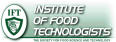 IFT
INSTITUTE
OF FOOD
TECHNOLOGISTS®
THE SOCIETY FOR FOOD SCIENCE AND TECHNOLOGY